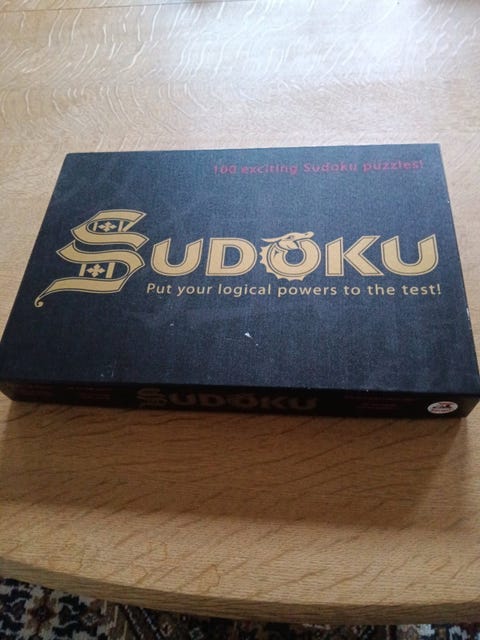 100 exciting Sudoku puzzles!
SUDOKU
Put your logical powers to the test!
SUDOKU